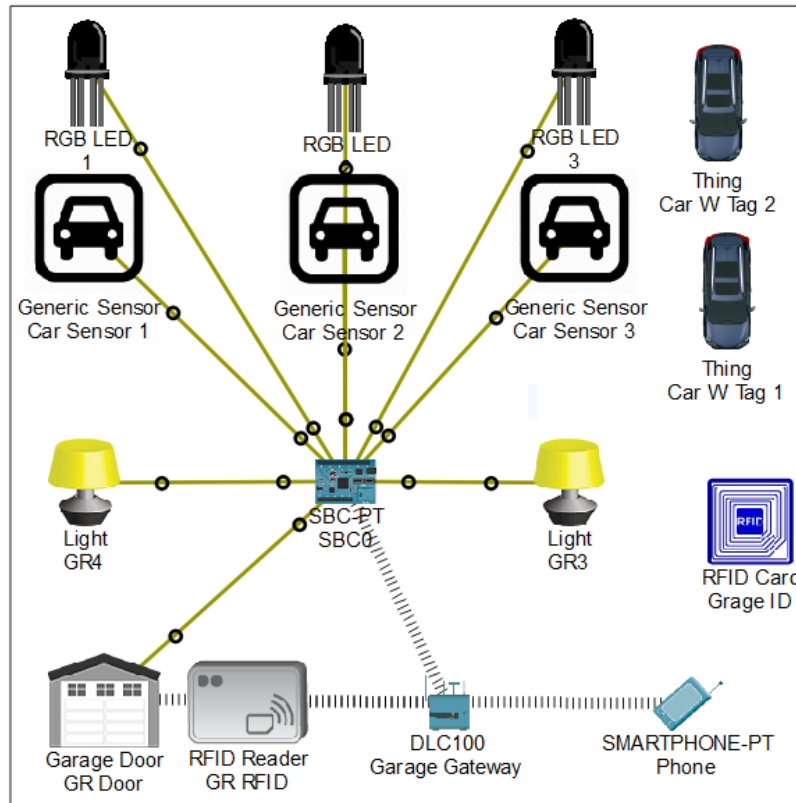 RGB LED
1
RGB LED
RGB LED
3
Thing
Car W Tag 2
Generic Sensor
Car Sensor 1
Generic Sensor
Car Sensor 2
Generic Sensor
Car Sensor 3
Thing
Car W Tag 1
Light
GR4
SBC-PT
SBC0
Light
GR3
RFID
RFID Card
Grage ID
Garage Door
GR Door
RFID Reader
GR RFID
DLC100
Garage Gateway
SMARTPHONE-PT
Phone